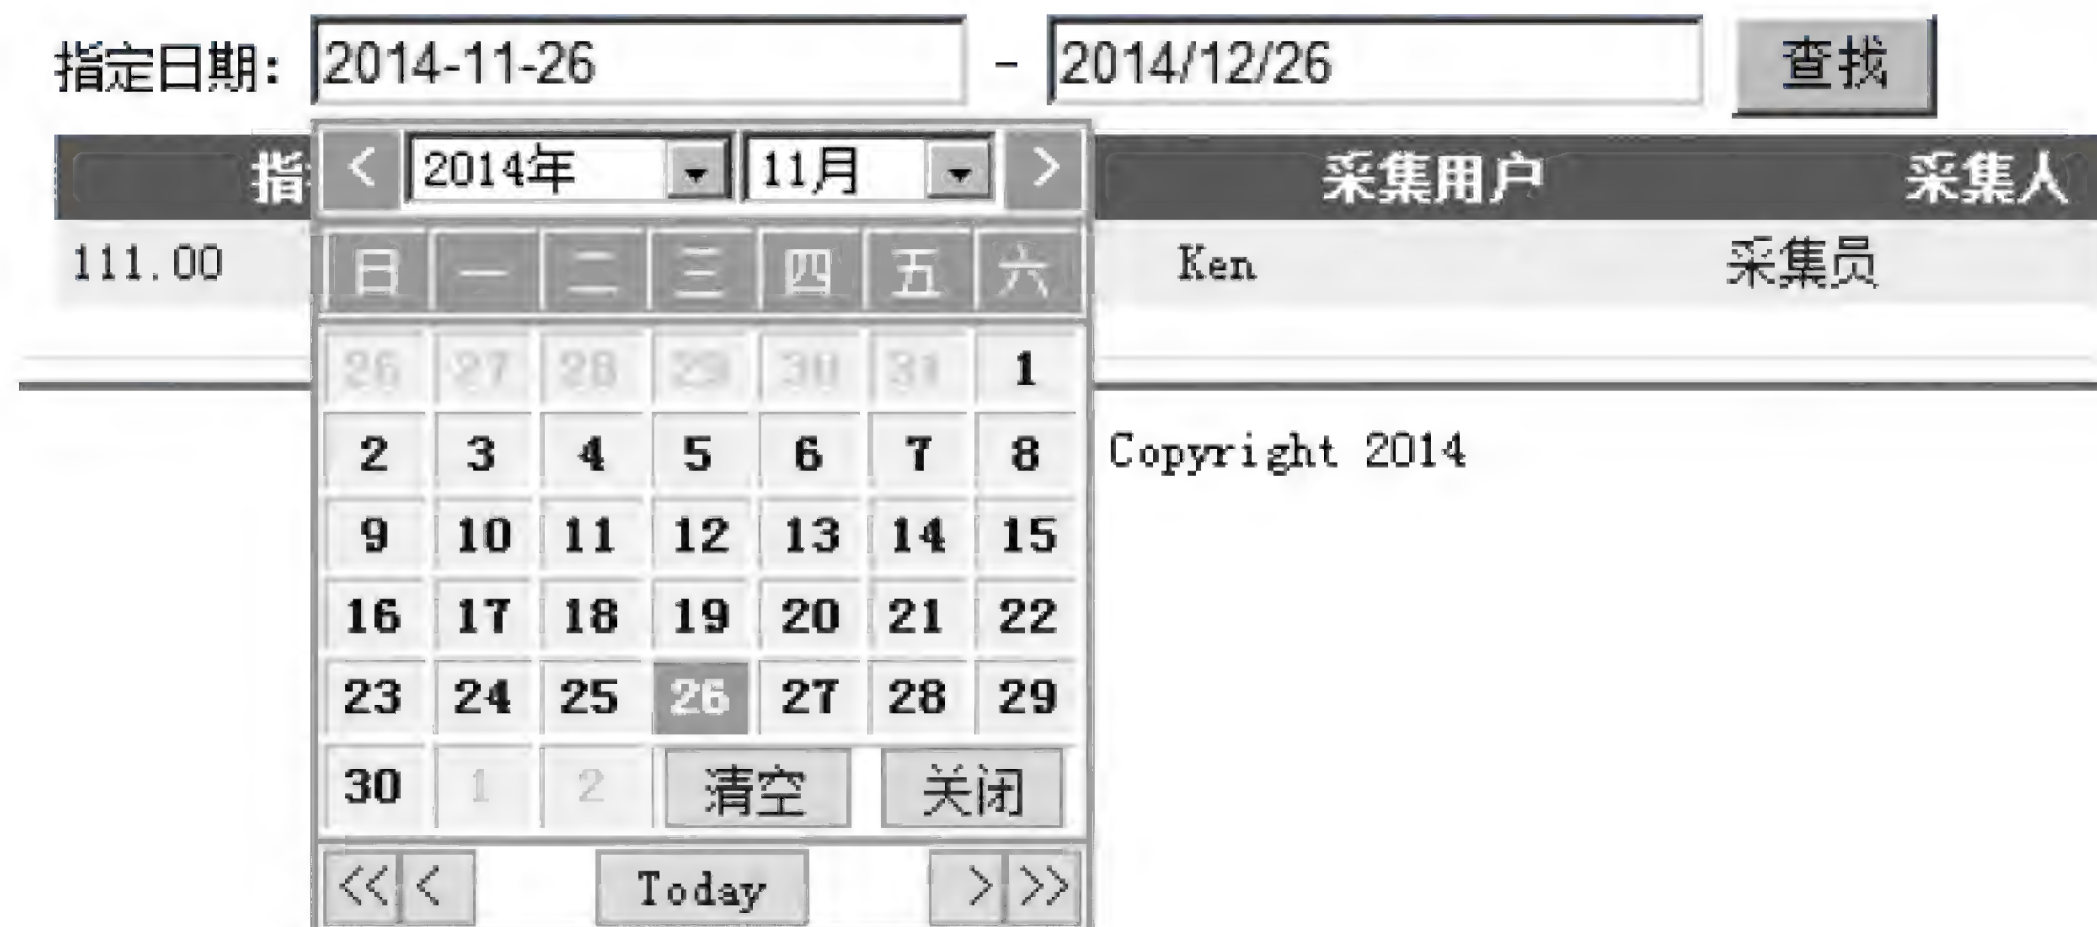 指定日期: 2014-11-26 - 2014/12/26 查找
指 < 2014年 11月 > 采集用户 采集人
111.00 日 一 二 三 四 五 六 Ken 采集员
26 27 28 29 30 31 1
2 3 4 5 6 7 8 Copyright 2014
9 10 11 12 13 14 15
16 17 18 19 20 21 22
23 24 25 26 27 28 29
30 1 2 清空 关闭
<< < Today > >>